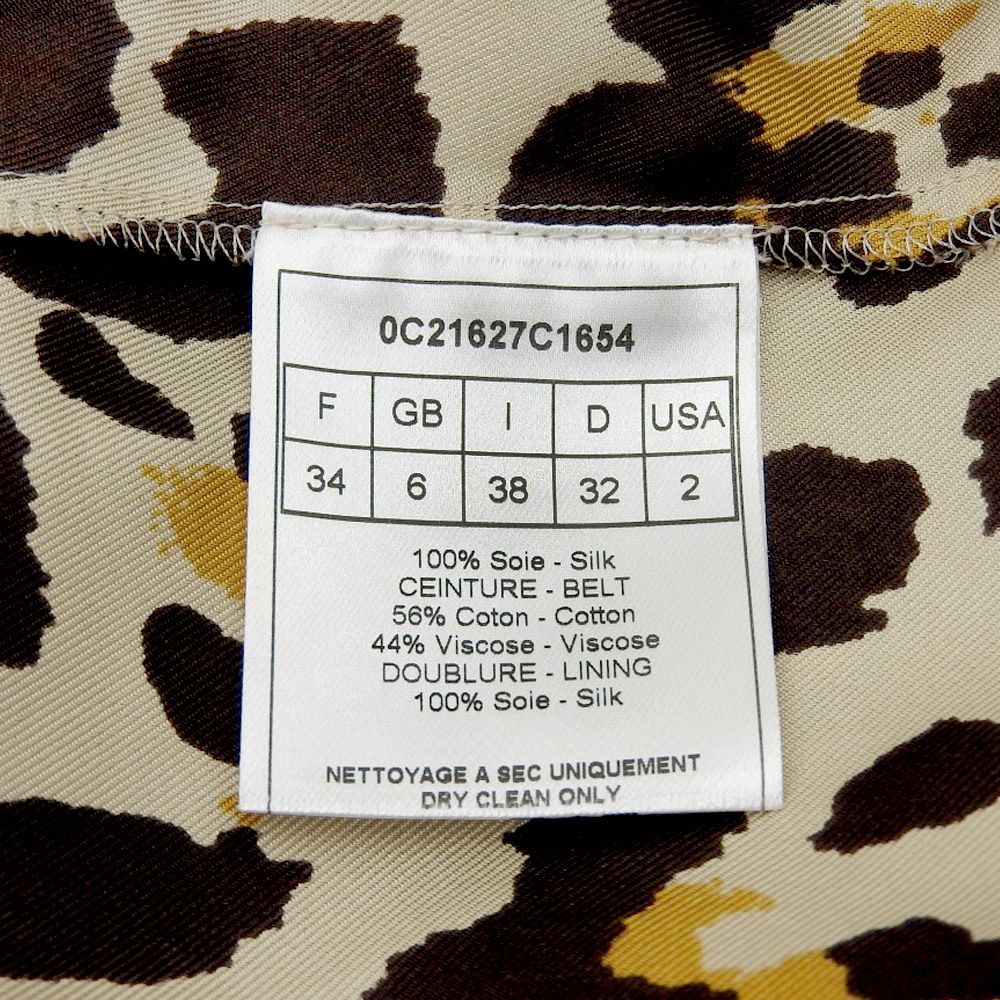 0C21627C1654
F GB I D USA
34 6 38 32 2
100% Soie - Silk
CEINTURE - BELT
56% Coton - Cotton
44% Viscose - Viscose
DOUBLURE - LINING
100% Soie - Silk
NETTOYAGE A SEC UNIQUEMENT
DRY CLEAN ONLY